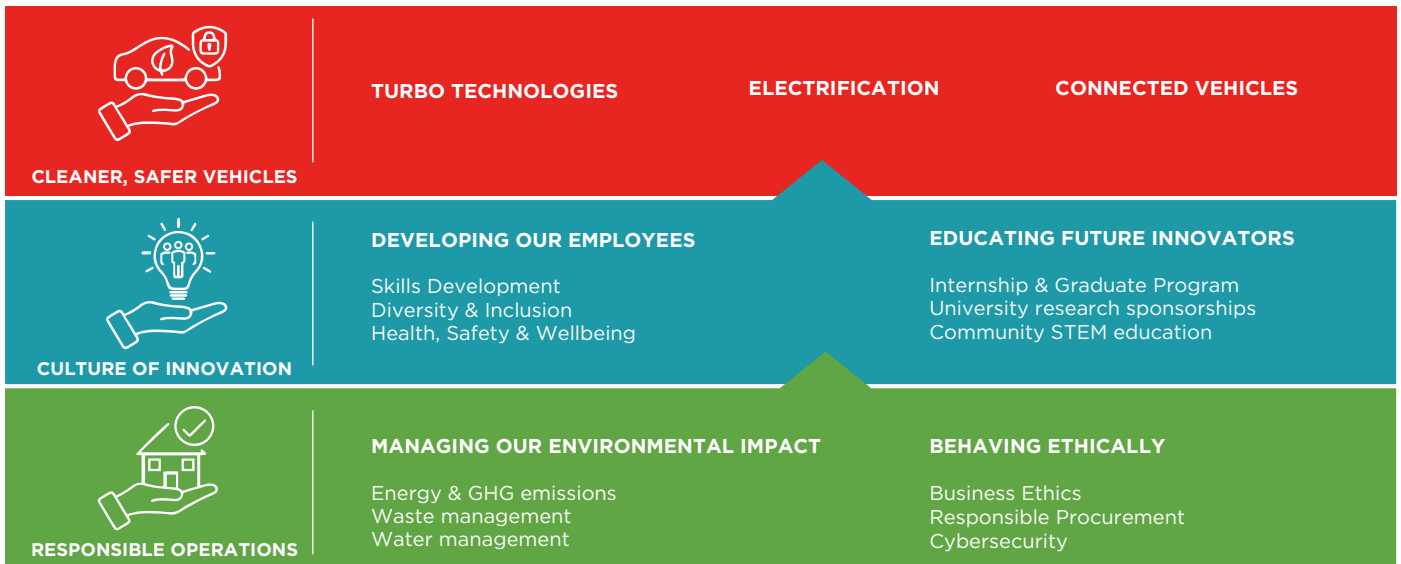 CLEANER, SAFER VEHICLES
TURBO TECHNOLOGIES
ELECTRIFICATION
CONNECTED VEHICLES
CULTURE OF INNOVATION
DEVELOPING OUR EMPLOYEES
Skills Development
Diversity & Inclusion
Health, Safety & Wellbeing
EDUCATING FUTURE INNOVATORS
Internship & Graduate Program
University research sponsorships
Community STEM education
RESPONSIBLE OPERATIONS
MANAGING OUR ENVIRONMENTAL IMPACT
Energy & GHG emissions
Waste management
Water management
BEHAVING ETHICALLY
Business Ethics
Responsible Procurement
Cybersecurity